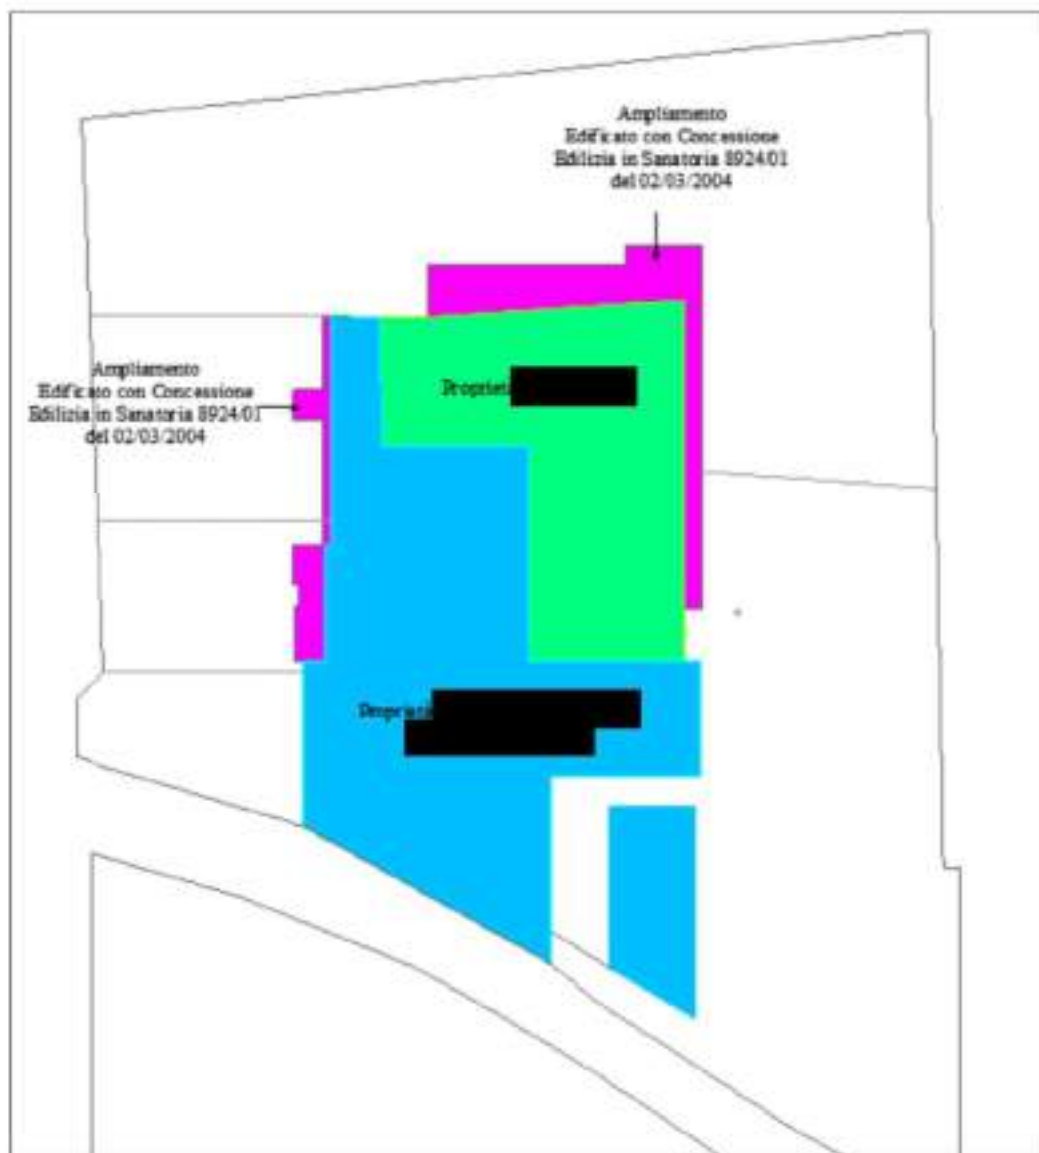 Ampliamento
Edificato con Concessione
Edilizia in Sanatoria 8924/01
del 02/03/2004
Ampliamento
Edificato con Concessione
Edilizia in Sanatoria 8924/01
del 02/03/2004